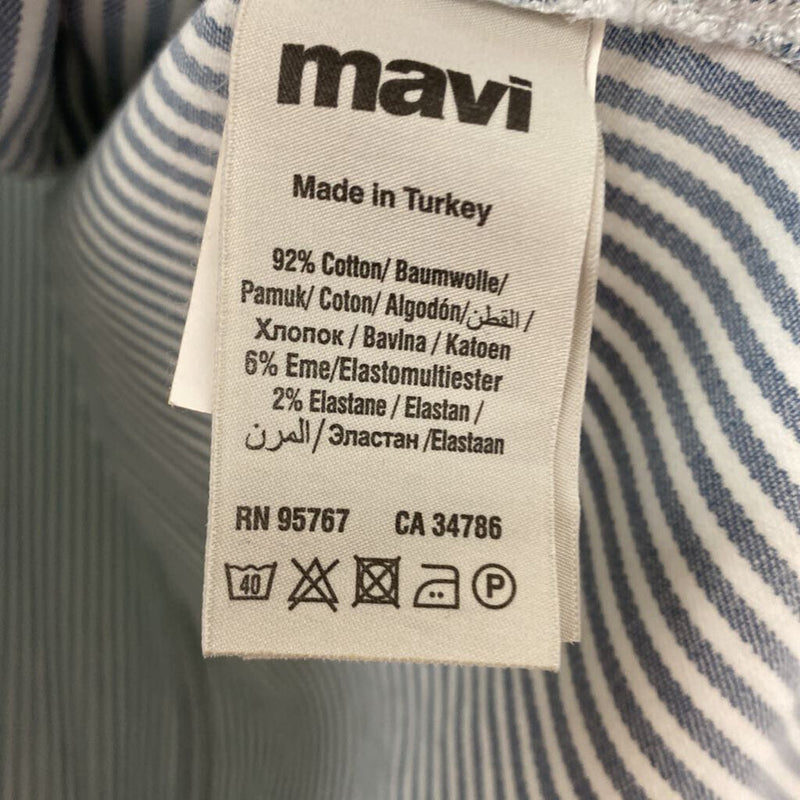 mavi
Made in Turkey
92% Cotton/ Baumwolle/
Pamuk/ Coton/ Algodón/القطن/
Хлопок / Bavlna / Katoen
6% Eme/Elastomultiester
2% Elastane / Elastan /
المرن/Эластан /Elastaan
RN 95767 CA 34786
40 P